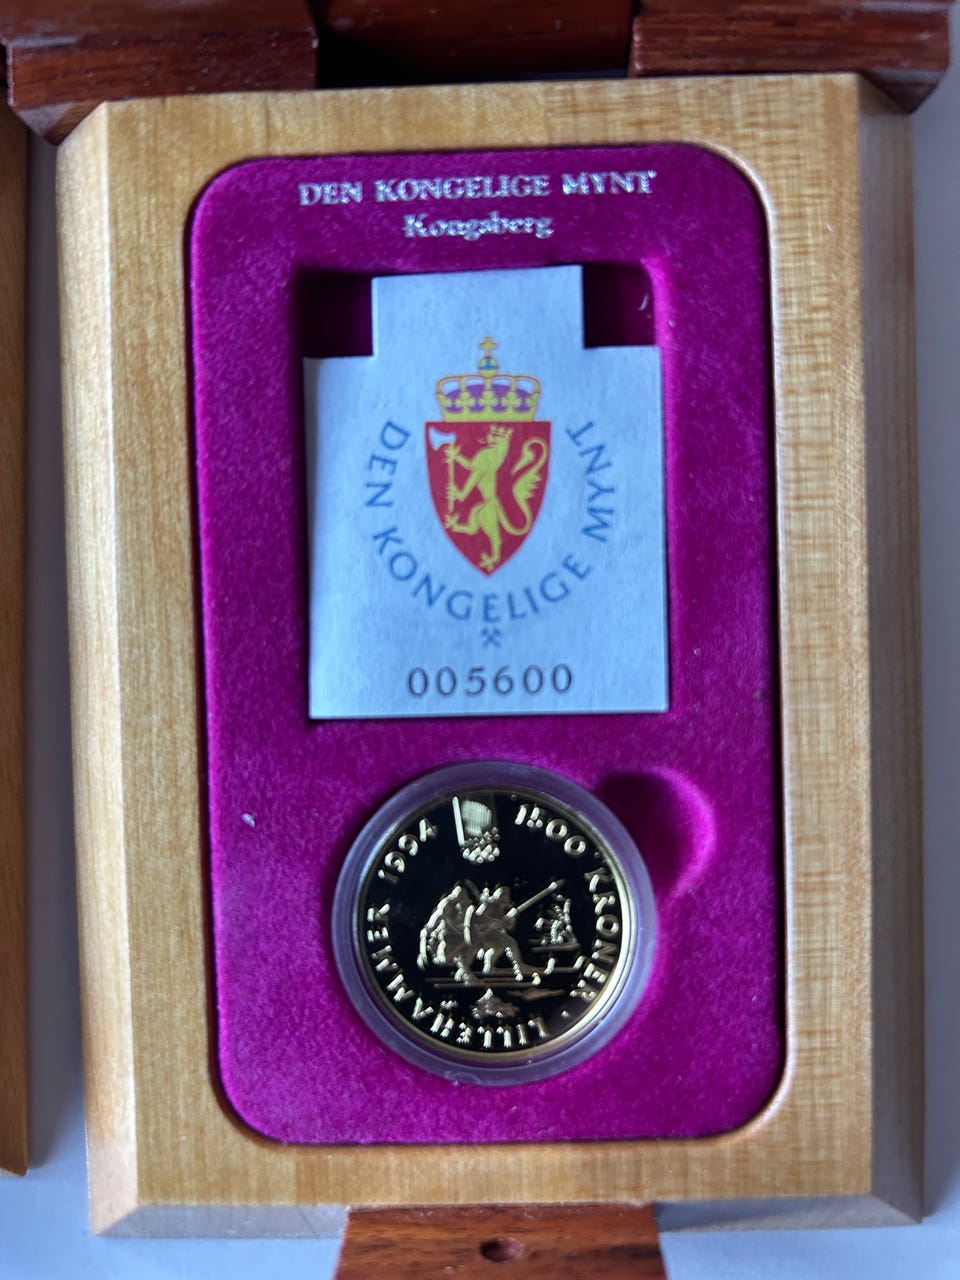 DEN KONGELIGE MYNT
Kongsberg
DEN KONGELIGE MYNT
005600
1500 KRONER · LILLEHAMMER 1994